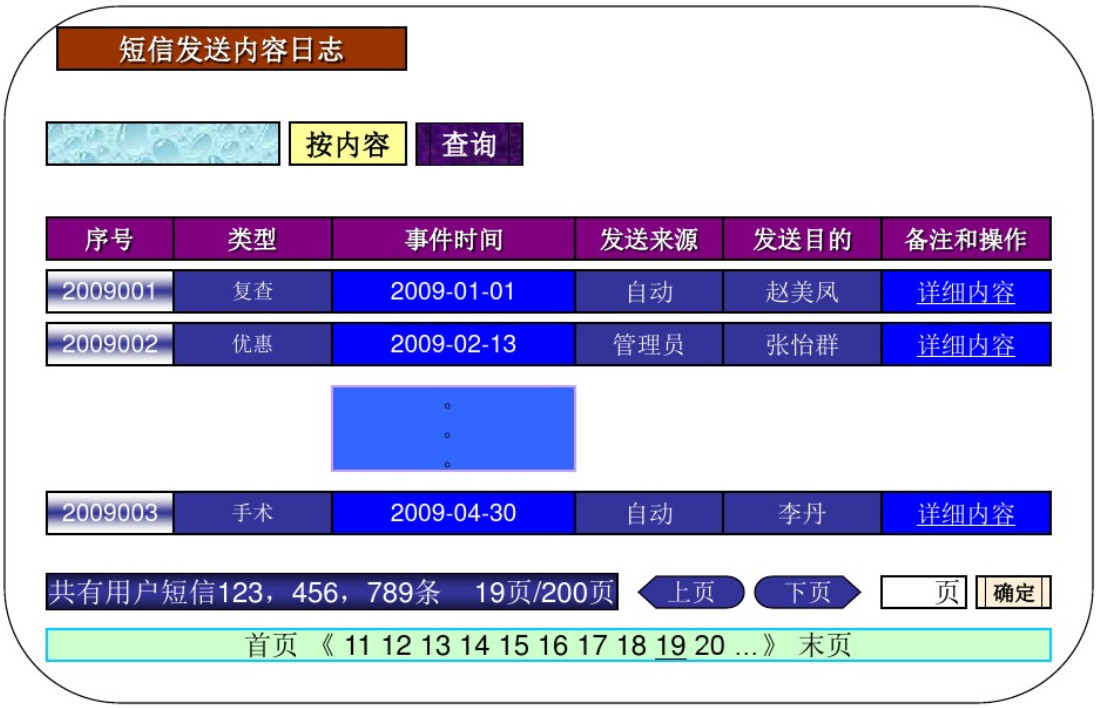 短信发送内容日志
按内容 查询
序号 类型 事件时间 发送来源 发送目的 备注和操作
2009001 复查 2009-01-01 自动 赵美凤 详细内容
2009002 优惠 2009-02-13 管理员 张怡群 详细内容
。
。
。
2009003 手术 2009-04-30 自动 李丹 详细内容
共有用户短信123，456，789条 19页/200页 上页 下页 页 确定
首页 《 11 12 13 14 15 16 17 18 19 20 ...》 末页